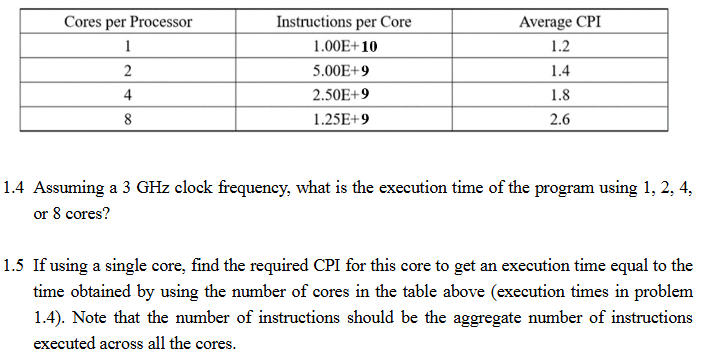 Cores per Processor Instructions per Core Average CPI
1 1.00E+10 1.2
2 5.00E+9 1.4
4 2.50E+9 1.8
8 1.25E+9 2.6
1.4 Assuming a 3 GHz clock frequency, what is the execution time of the program using 1, 2, 4,
or 8 cores?
1.5 If using a single core, find the required CPI for this core to get an execution time equal to the
time obtained by using the number of cores in the table above (execution times in problem
1.4). Note that the number of instructions should be the aggregate number of instructions
executed across all the cores.